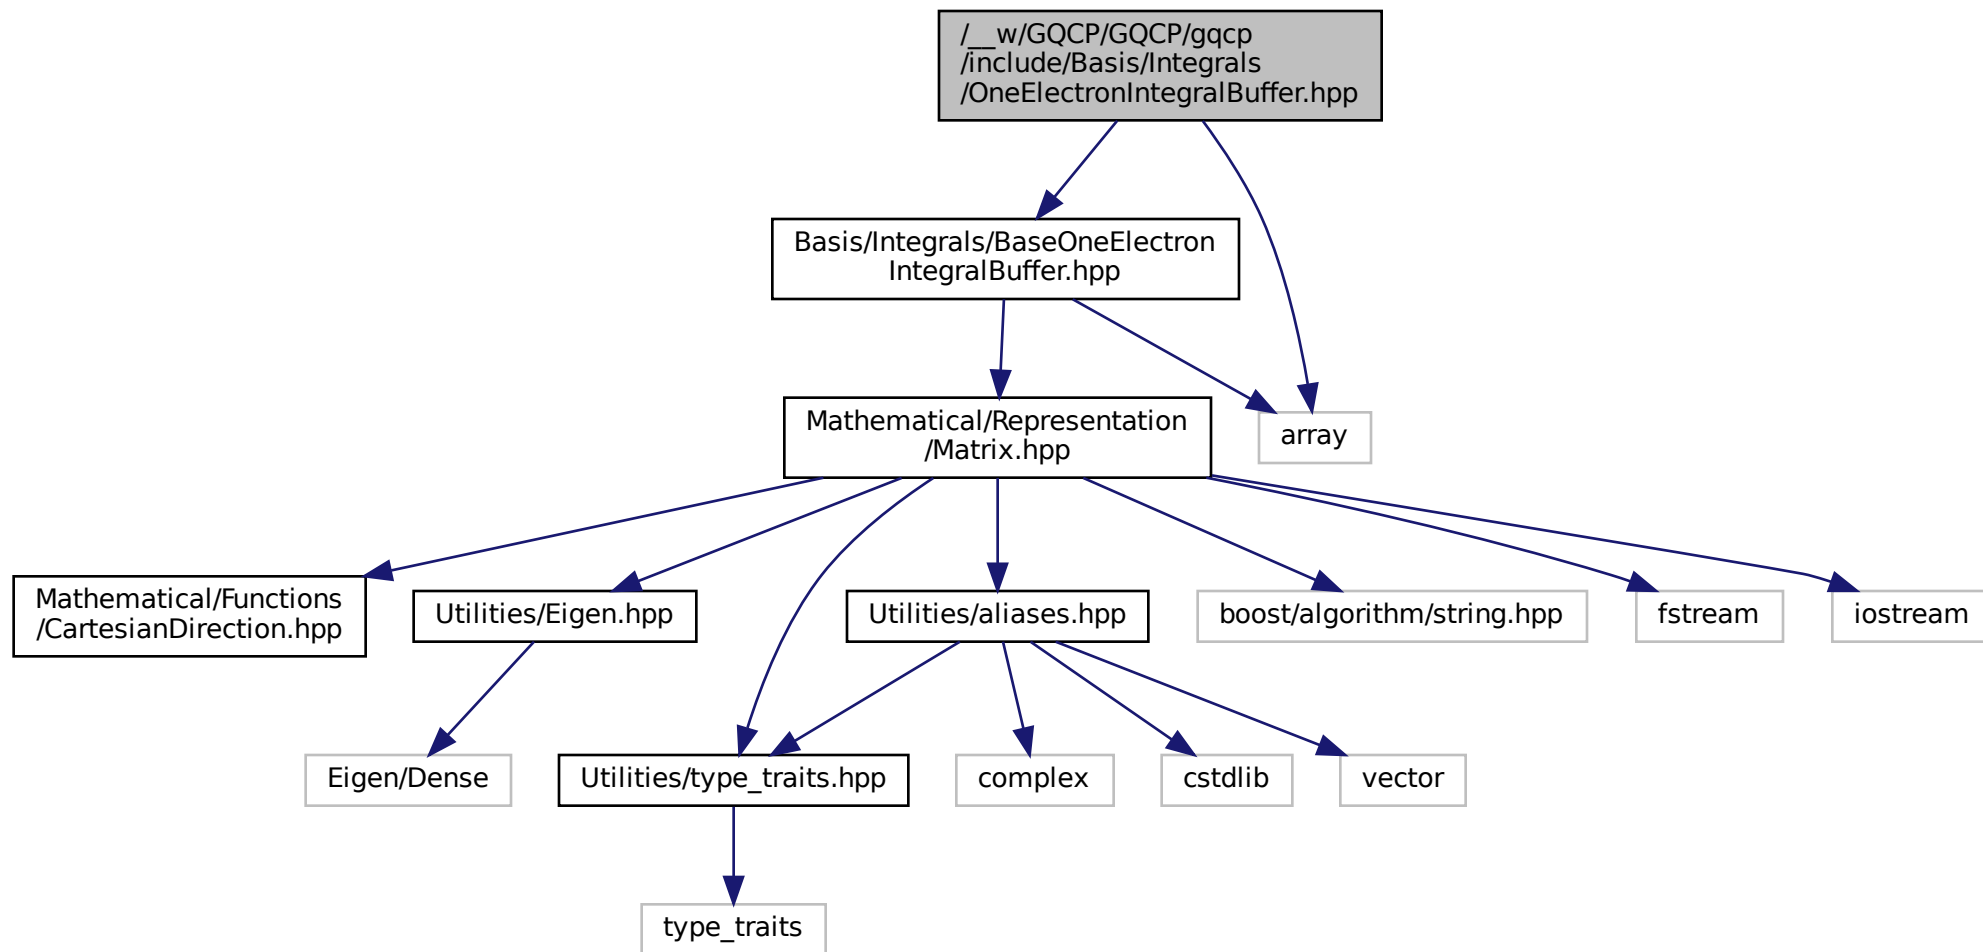 /__w/GQCP/GQCP/gqcp
/include/Basis/Integrals
/OneElectronIntegralBuffer.hpp
Basis/Integrals/BaseOneElectron
IntegralBuffer.hpp
Mathematical/Representation
/Matrix.hpp
array
Mathematical/Functions
/CartesianDirection.hpp
Utilities/Eigen.hpp
Utilities/aliases.hpp
boost/algorithm/string.hpp
fstream
iostream
Eigen/Dense
Utilities/type_traits.hpp
complex
cstdlib
vector
type_traits